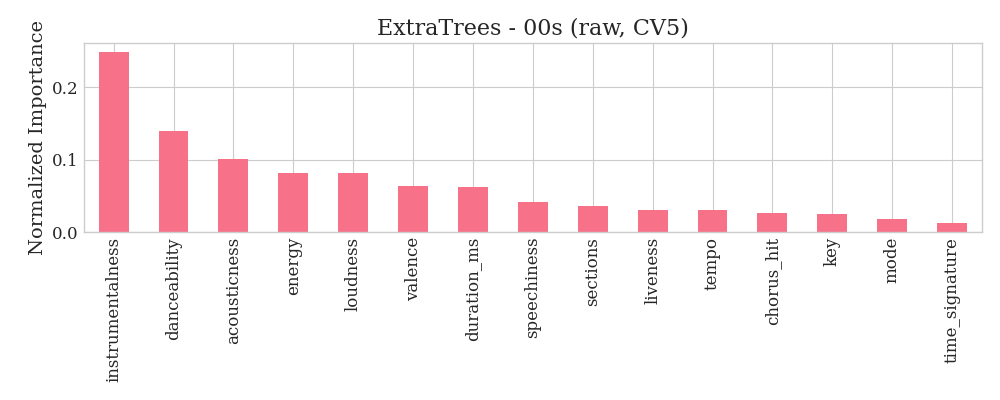 ExtraTrees - 00s (raw, CV5)
Normalized Importance
0.2
0.1
0.0
instrumentalness
danceability
acousticness
energy
loudness
valence
duration_ms
speechiness
sections
liveness
tempo
chorus_hit
key
mode
time_signature